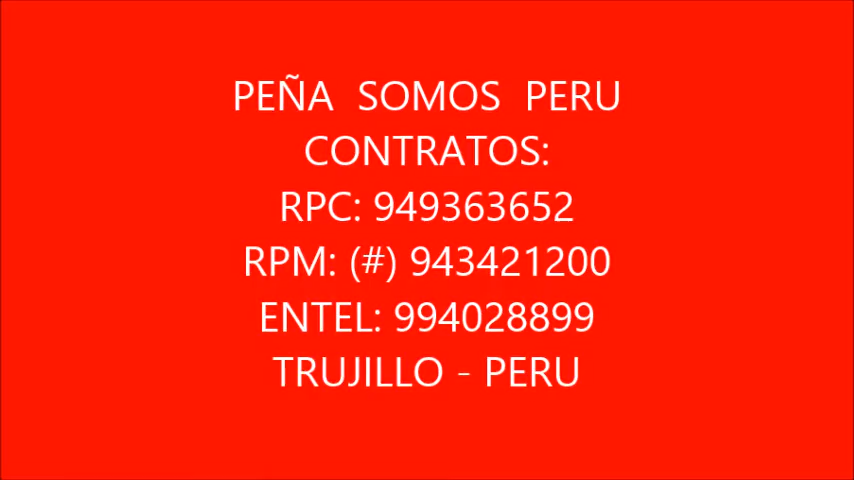 PEÑA SOMOS PERU
CONTRATOS:
RPC: 949363652
RPM: (#) 943421200
ENTEL: 994028899
TRUJILLO - PERU